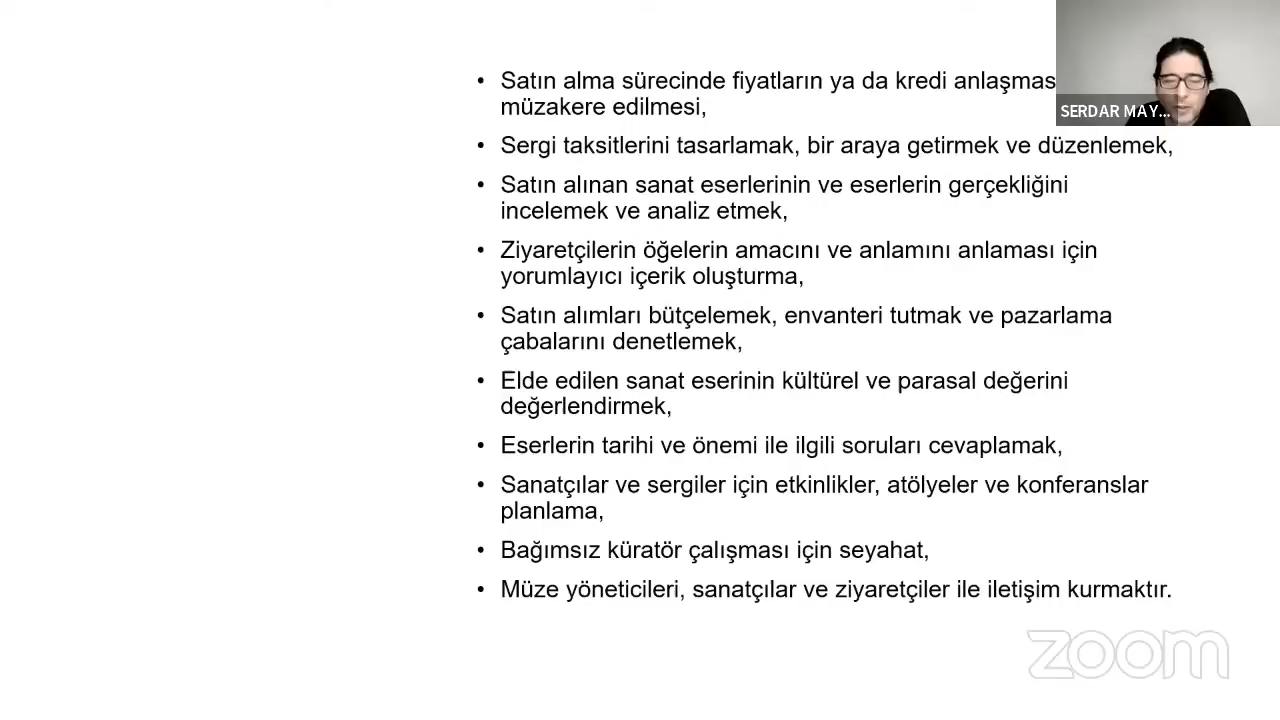 • Satın alma sürecinde fiyatların ya da kredi anlaşmas
müzakere edilmesi,
• Sergi taksitlerini tasarlamak, bir araya getirmek ve düzenlemek,
• Satın alınan sanat eserlerinin ve eserlerin gerçekliğini
incelemek ve analiz etmek,
• Ziyaretçilerin öğelerin amacını ve anlamını anlaması için
yorumlayıcı içerik oluşturma,
• Satın alımları bütçelemek, envanteri tutmak ve pazarlama
çabalarını denetlemek,
• Elde edilen sanat eserinin kültürel ve parasal değerini
değerlendirmek,
• Eserlerin tarihi ve önemi ile ilgili soruları cevaplamak,
• Sanatçılar ve sergiler için etkinlikler, atölyeler ve konferanslar
planlama,
• Bağımsız küratör çalışması için seyahat,
• Müze yöneticileri, sanatçılar ve ziyaretçiler ile iletişim kurmaktır.
SERDAR MAY...
zoom